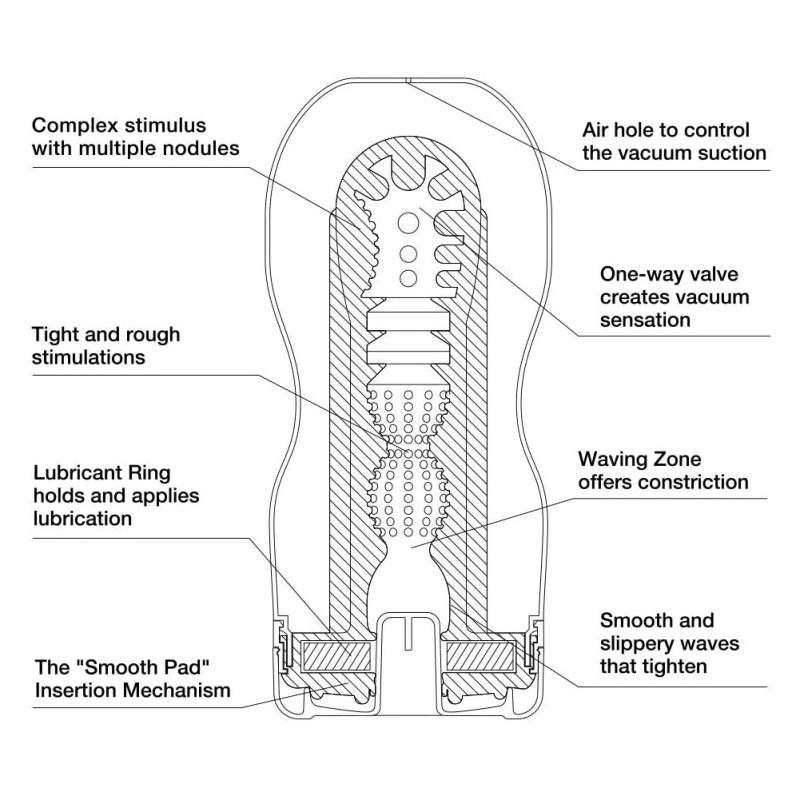 Complex stimulus
with multiple nodules
Air hole to control
the vacuum suction
One-way valve
creates vacuum
sensation
Tight and rough
stimulations
Waving Zone
offers constriction
Lubricant Ring
holds and applies
lubrication
Smooth and
slippery waves
that tighten
The "Smooth Pad"
Insertion Mechanism